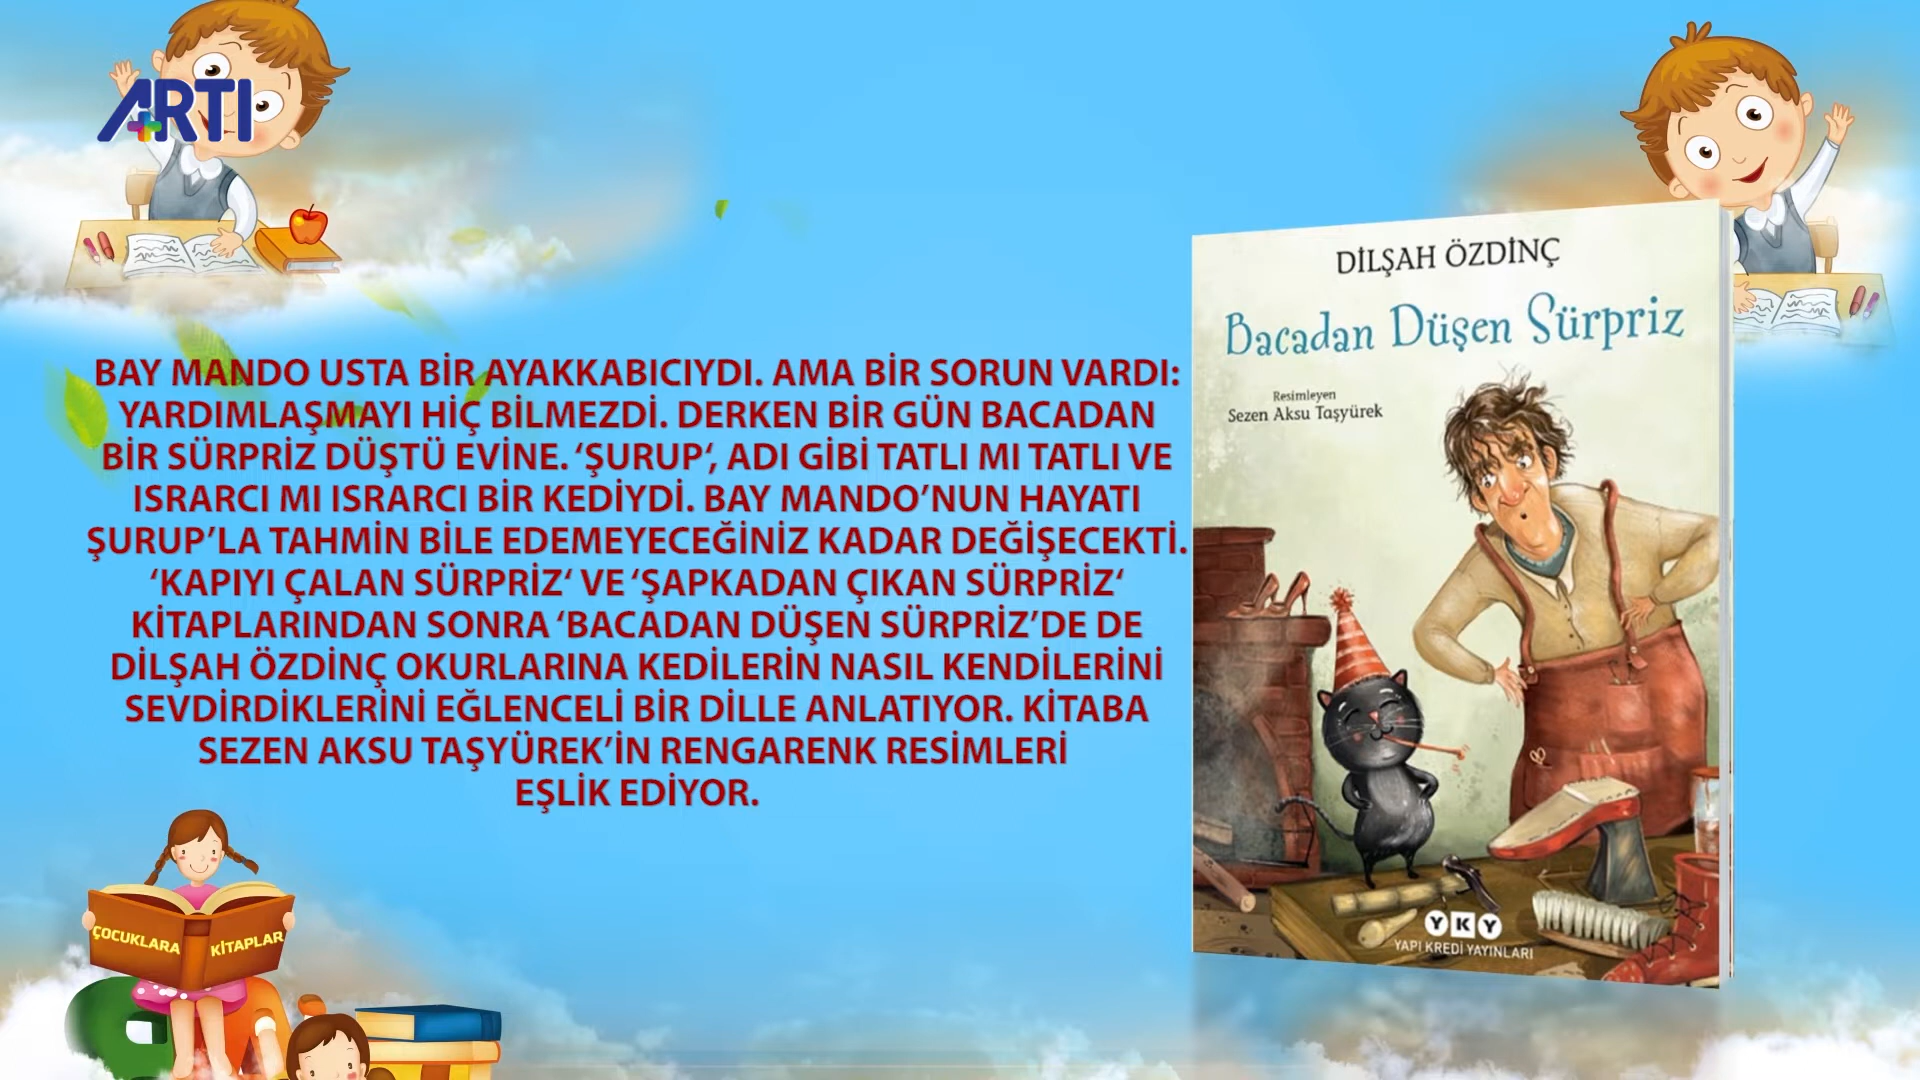 ARTI
BAY MANDO USTA BİR AYAKKABICIYDI. AMA BİR SORUN VARDI:
YARDIMLAŞMAYI HİÇ BİLMEZDİ. DERKEN BİR GÜN BACADAN
BİR SÜRPRİZ DÜŞTÜ EVİNE. ‘ŞURUP‘, ADI GİBİ TATLI MI TATLI VE
ISRARCI MI ISRARCI BİR KEDİYDİ. BAY MANDO’NUN HAYATI
ŞURUP’LA TAHMİN BİLE EDEMEYECEĞİNİZ KADAR DEĞİŞECEKTİ.
‘KAPIYI ÇALAN SÜRPRİZ‘ VE ‘ŞAPKADAN ÇIKAN SÜRPRİZ‘
KİTAPLARINDAN SONRA ‘BACADAN DÜŞEN SÜRPRİZ’DE DE
DİLŞAH ÖZDİNÇ OKURLARINA KEDİLERİN NASIL KENDİLERİNİ
SEVDİRDİKLERİNİ EĞLENCELİ BİR DİLLE ANLATIYOR. KİTABA
SEZEN AKSU TAŞYÜREK’İN RENGARENK RESİMLERİ
EŞLİK EDİYOR.
DİLŞAH ÖZDİNÇ
Bacadan Düşen Sürpriz
Resimleyen
Sezen Aksu Taşyürek
YKY
YAPI KREDİ YAYINLARI
ÇOCUKLARA KİTAPLAR